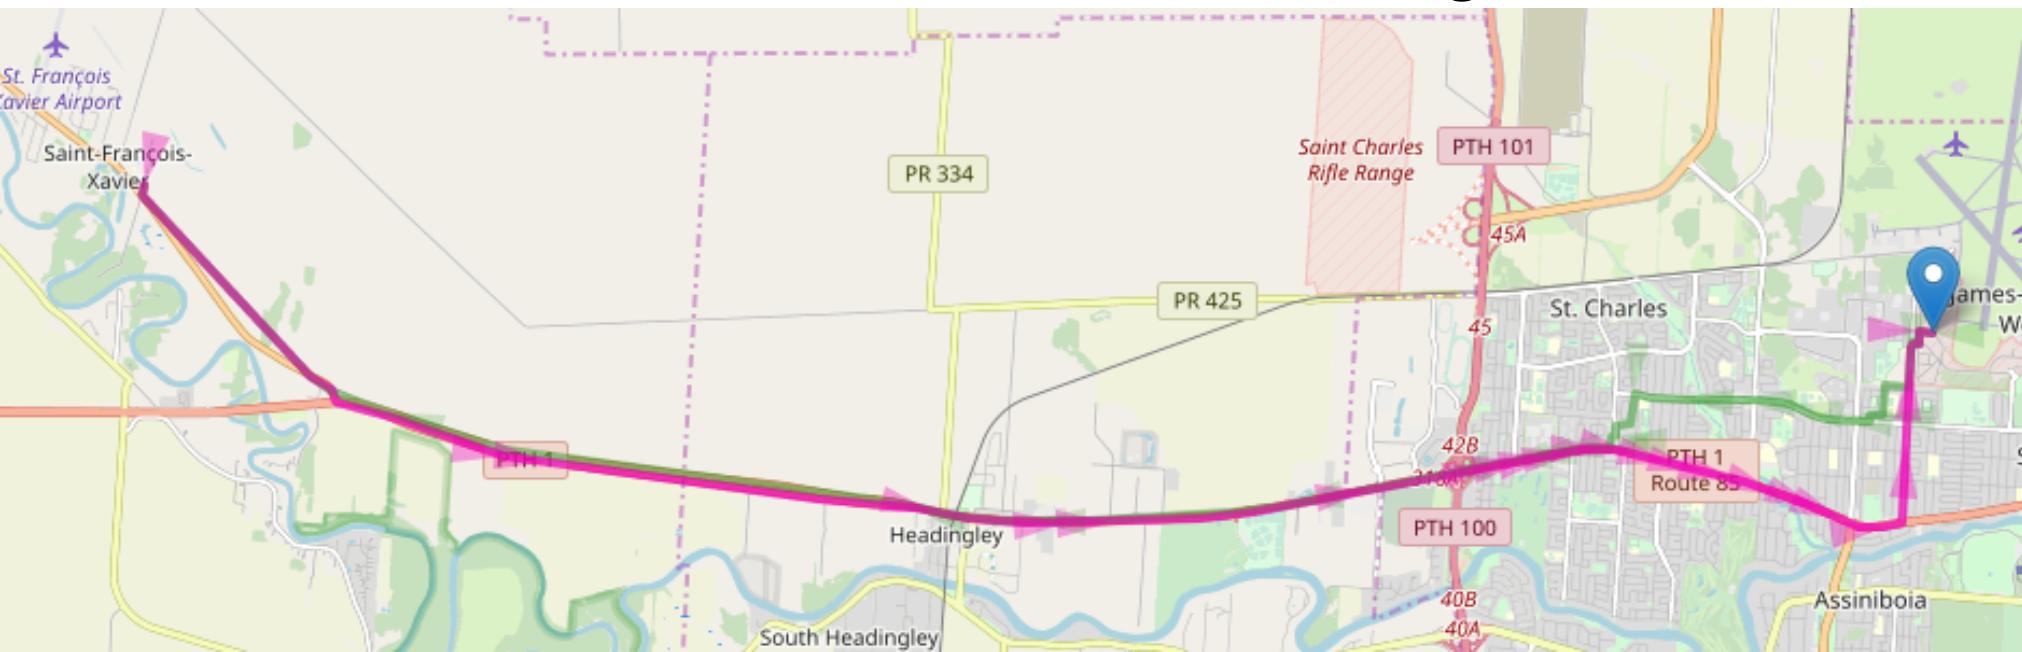 St. François
Xavier Airport
Saint-François-
Xavier
PR 334
Saint Charles
Rifle Range
PTH 101
45A
PR 425
St. Charles
James-
45
42B
PTH 1
PTH 1
Route 85
Headingley
PTH 100
40B
Assiniboia
40A
South Headingley